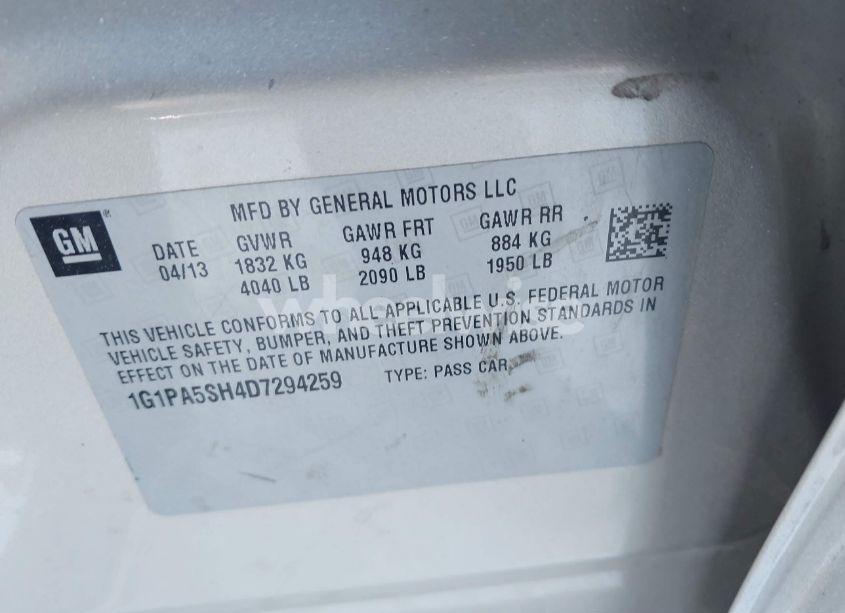 MFD BY GENERAL MOTORS LLC
GM
DATE GVWR GAWR FRT GAWR RR
04/13 1832 KG 948 KG 884 KG
4040 LB 2090 LB 1950 LB
THIS VEHICLE CONFORMS TO ALL APPLICABLE U.S. FEDERAL MOTOR
VEHICLE SAFETY, BUMPER, AND THEFT PREVENTION STANDARDS IN
EFFECT ON THE DATE OF MANUFACTURE SHOWN ABOVE.
1G1PA5SH4D7294259 TYPE: PASS CAR